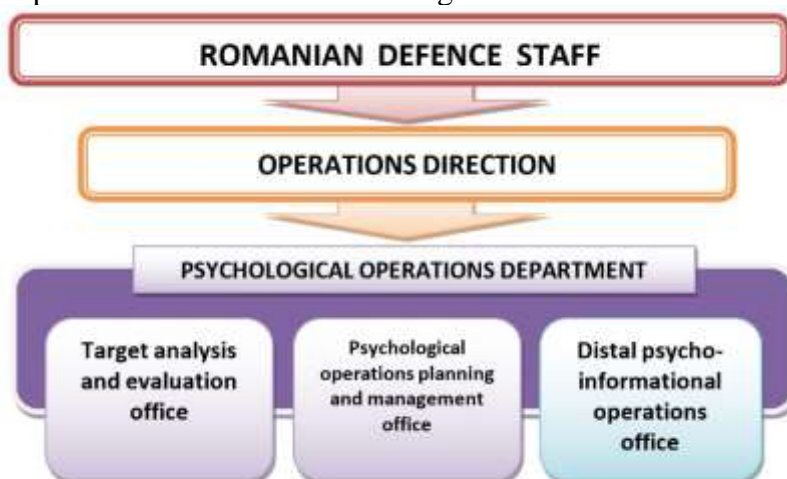 ROMANIAN DEFENCE STAFF
OPERATIONS DIRECTION
PSYCHOLOGICAL OPERATIONS DEPARTMENT
Target analysis
and evaluation
office
Psychological
operations planning
and management
office
Distal psycho-
informational
operations
office